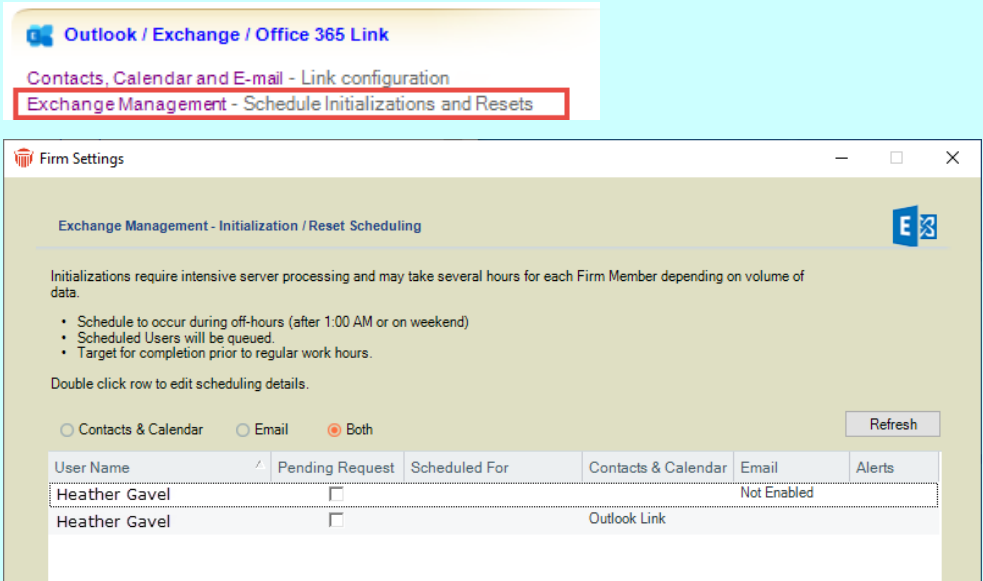 Outlook / Exchange / Office 365 Link
Contacts, Calendar and E-mail - Link configuration
Exchange Management - Schedule Initializations and Resets
Firm Settings
Exchange Management - Initialization / Reset Scheduling
E
Initializations require intensive server processing and may take several hours for each Firm Member depending on volume of
data.
• Schedule to occur during off-hours (after 1:00 AM or on weekend)
• Scheduled Users will be queued.
• Target for completion prior to regular work hours.
Double click row to edit scheduling details.
Contacts & Calendar Email Both Refresh
User Name Pending Request Scheduled For Contacts & Calendar Email Alerts
Heather Gavel Not Enabled
Heather Gavel Outlook Link